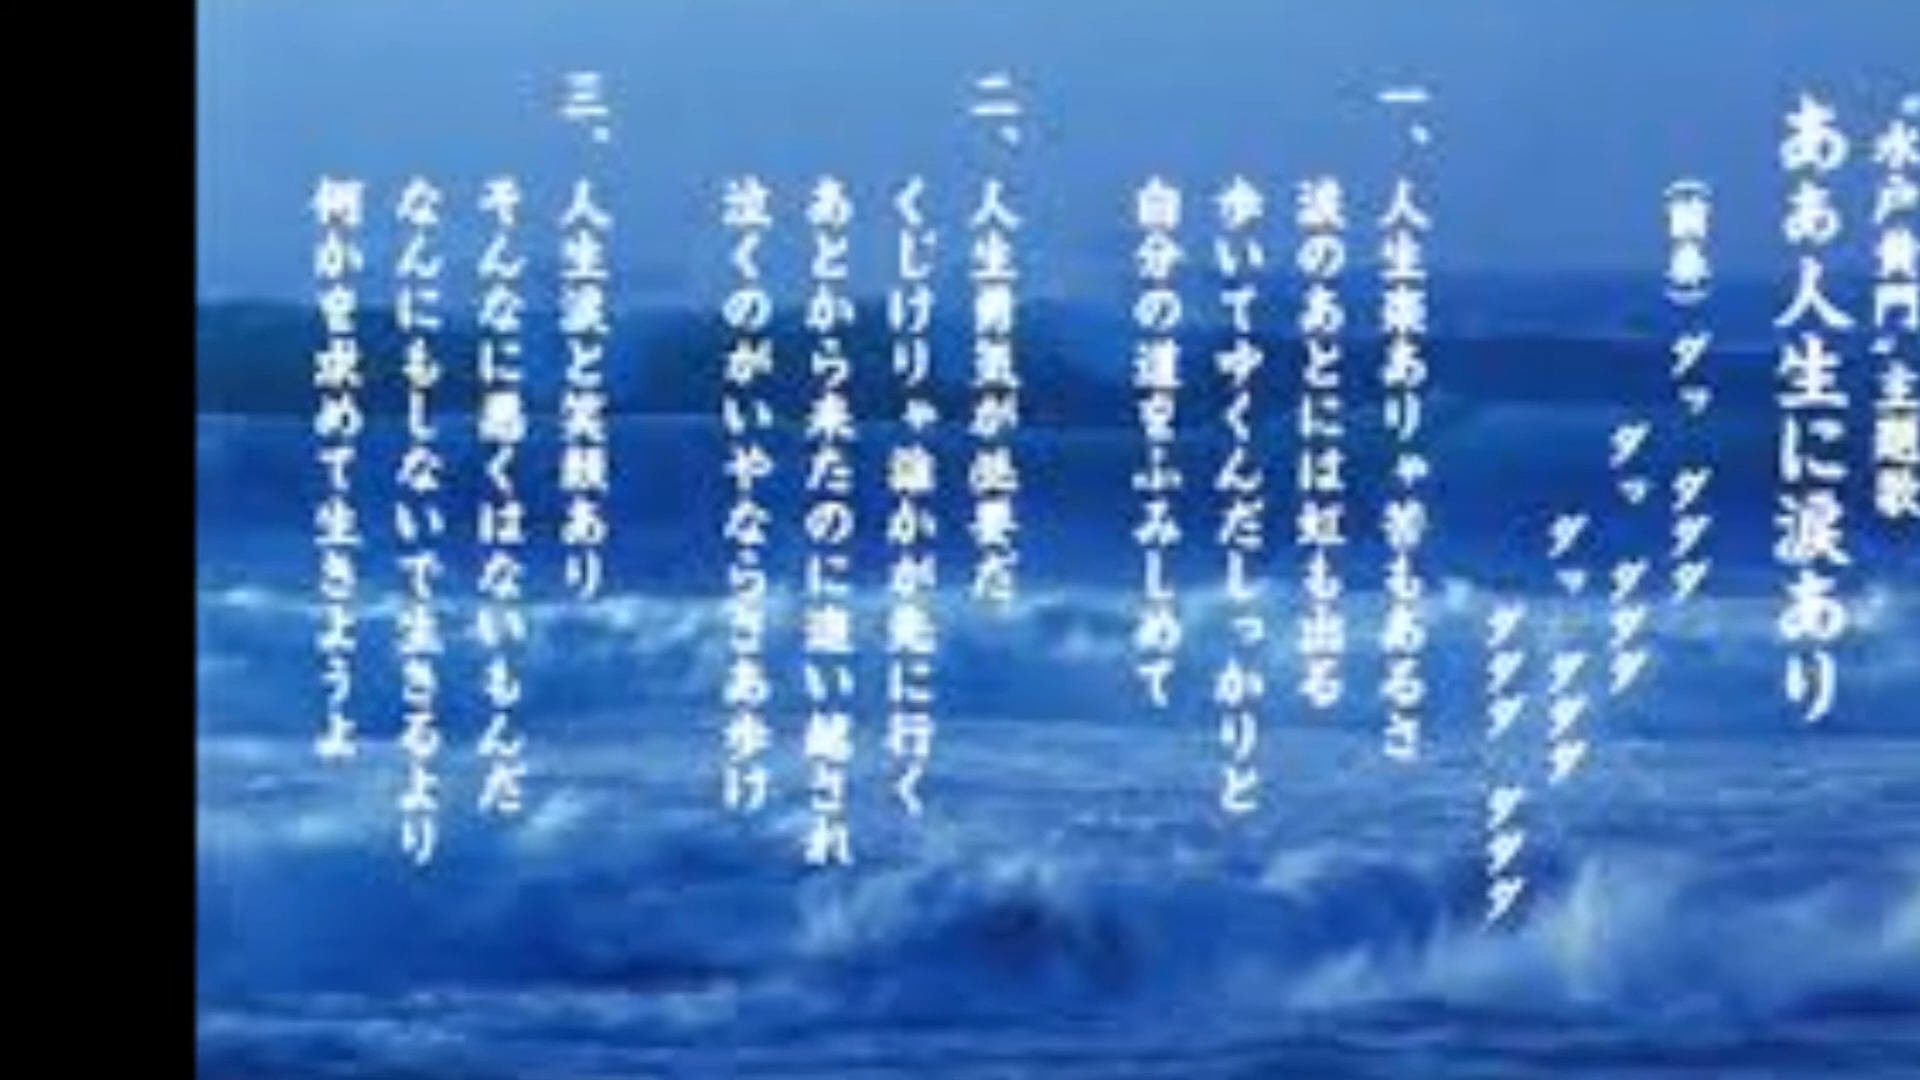 〝水戸黄門〟主題歌
ああ人生に涙あり
（前奏）ダッ ダダダ
ダッ ダダダ
ダッ ダダダ
ダダダ ダダダ
一、人生楽ありゃ苦もあるさ
涙のあとには虹も出る
歩いてゆくんだしっかりと
自分の道をふみしめて
二、人生勇気が必要だ
くじけりゃ誰かが先に行く
あとから来たのに追い越され
泣くのがいやならさあ歩け
三、人生涙と笑顔あり
そんなに悪くはないもんだ
なんにもしないで生きるより
何かを求めて生きようよ